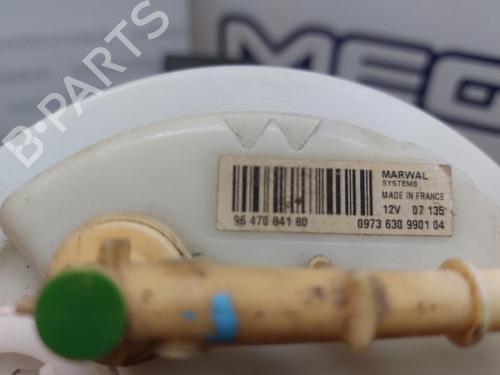 B-PARTS
MEG
MARWAL
SYSTEMS
MADE IN FRANCE
12V 07 135
96 470 841 80
0973 630 9901 04